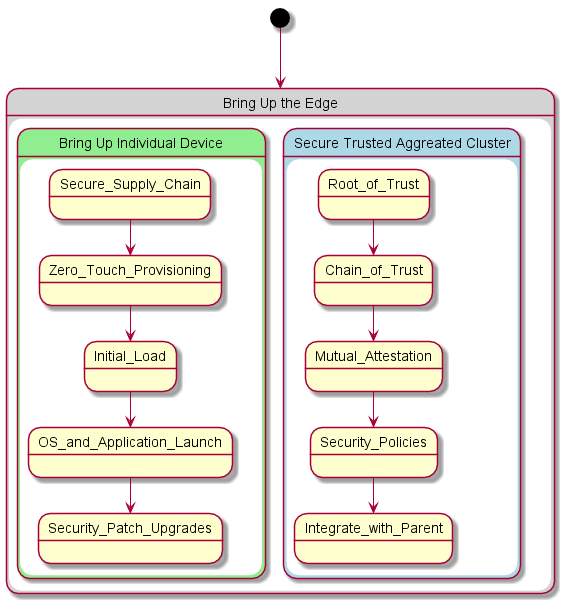 Bring Up the Edge
Bring Up Individual Device
Secure_Supply_Chain
Zero_Touch_Provisioning
Initial_Load
OS_and_Application_Launch
Security_Patch_Upgrades
Secure Trusted Aggreated Cluster
Root_of_Trust
Chain_of_Trust
Mutual_Attestation
Security_Policies
Integrate_with_Parent